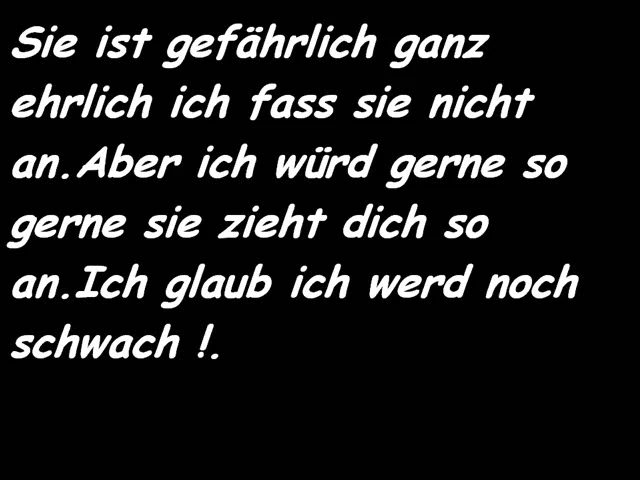 Sie ist gefährlich ganz
ehrlich ich fass sie nicht
an.Aber ich würd gerne so
gerne sie zieht dich so
an.Ich glaub ich werd noch
schwach !.